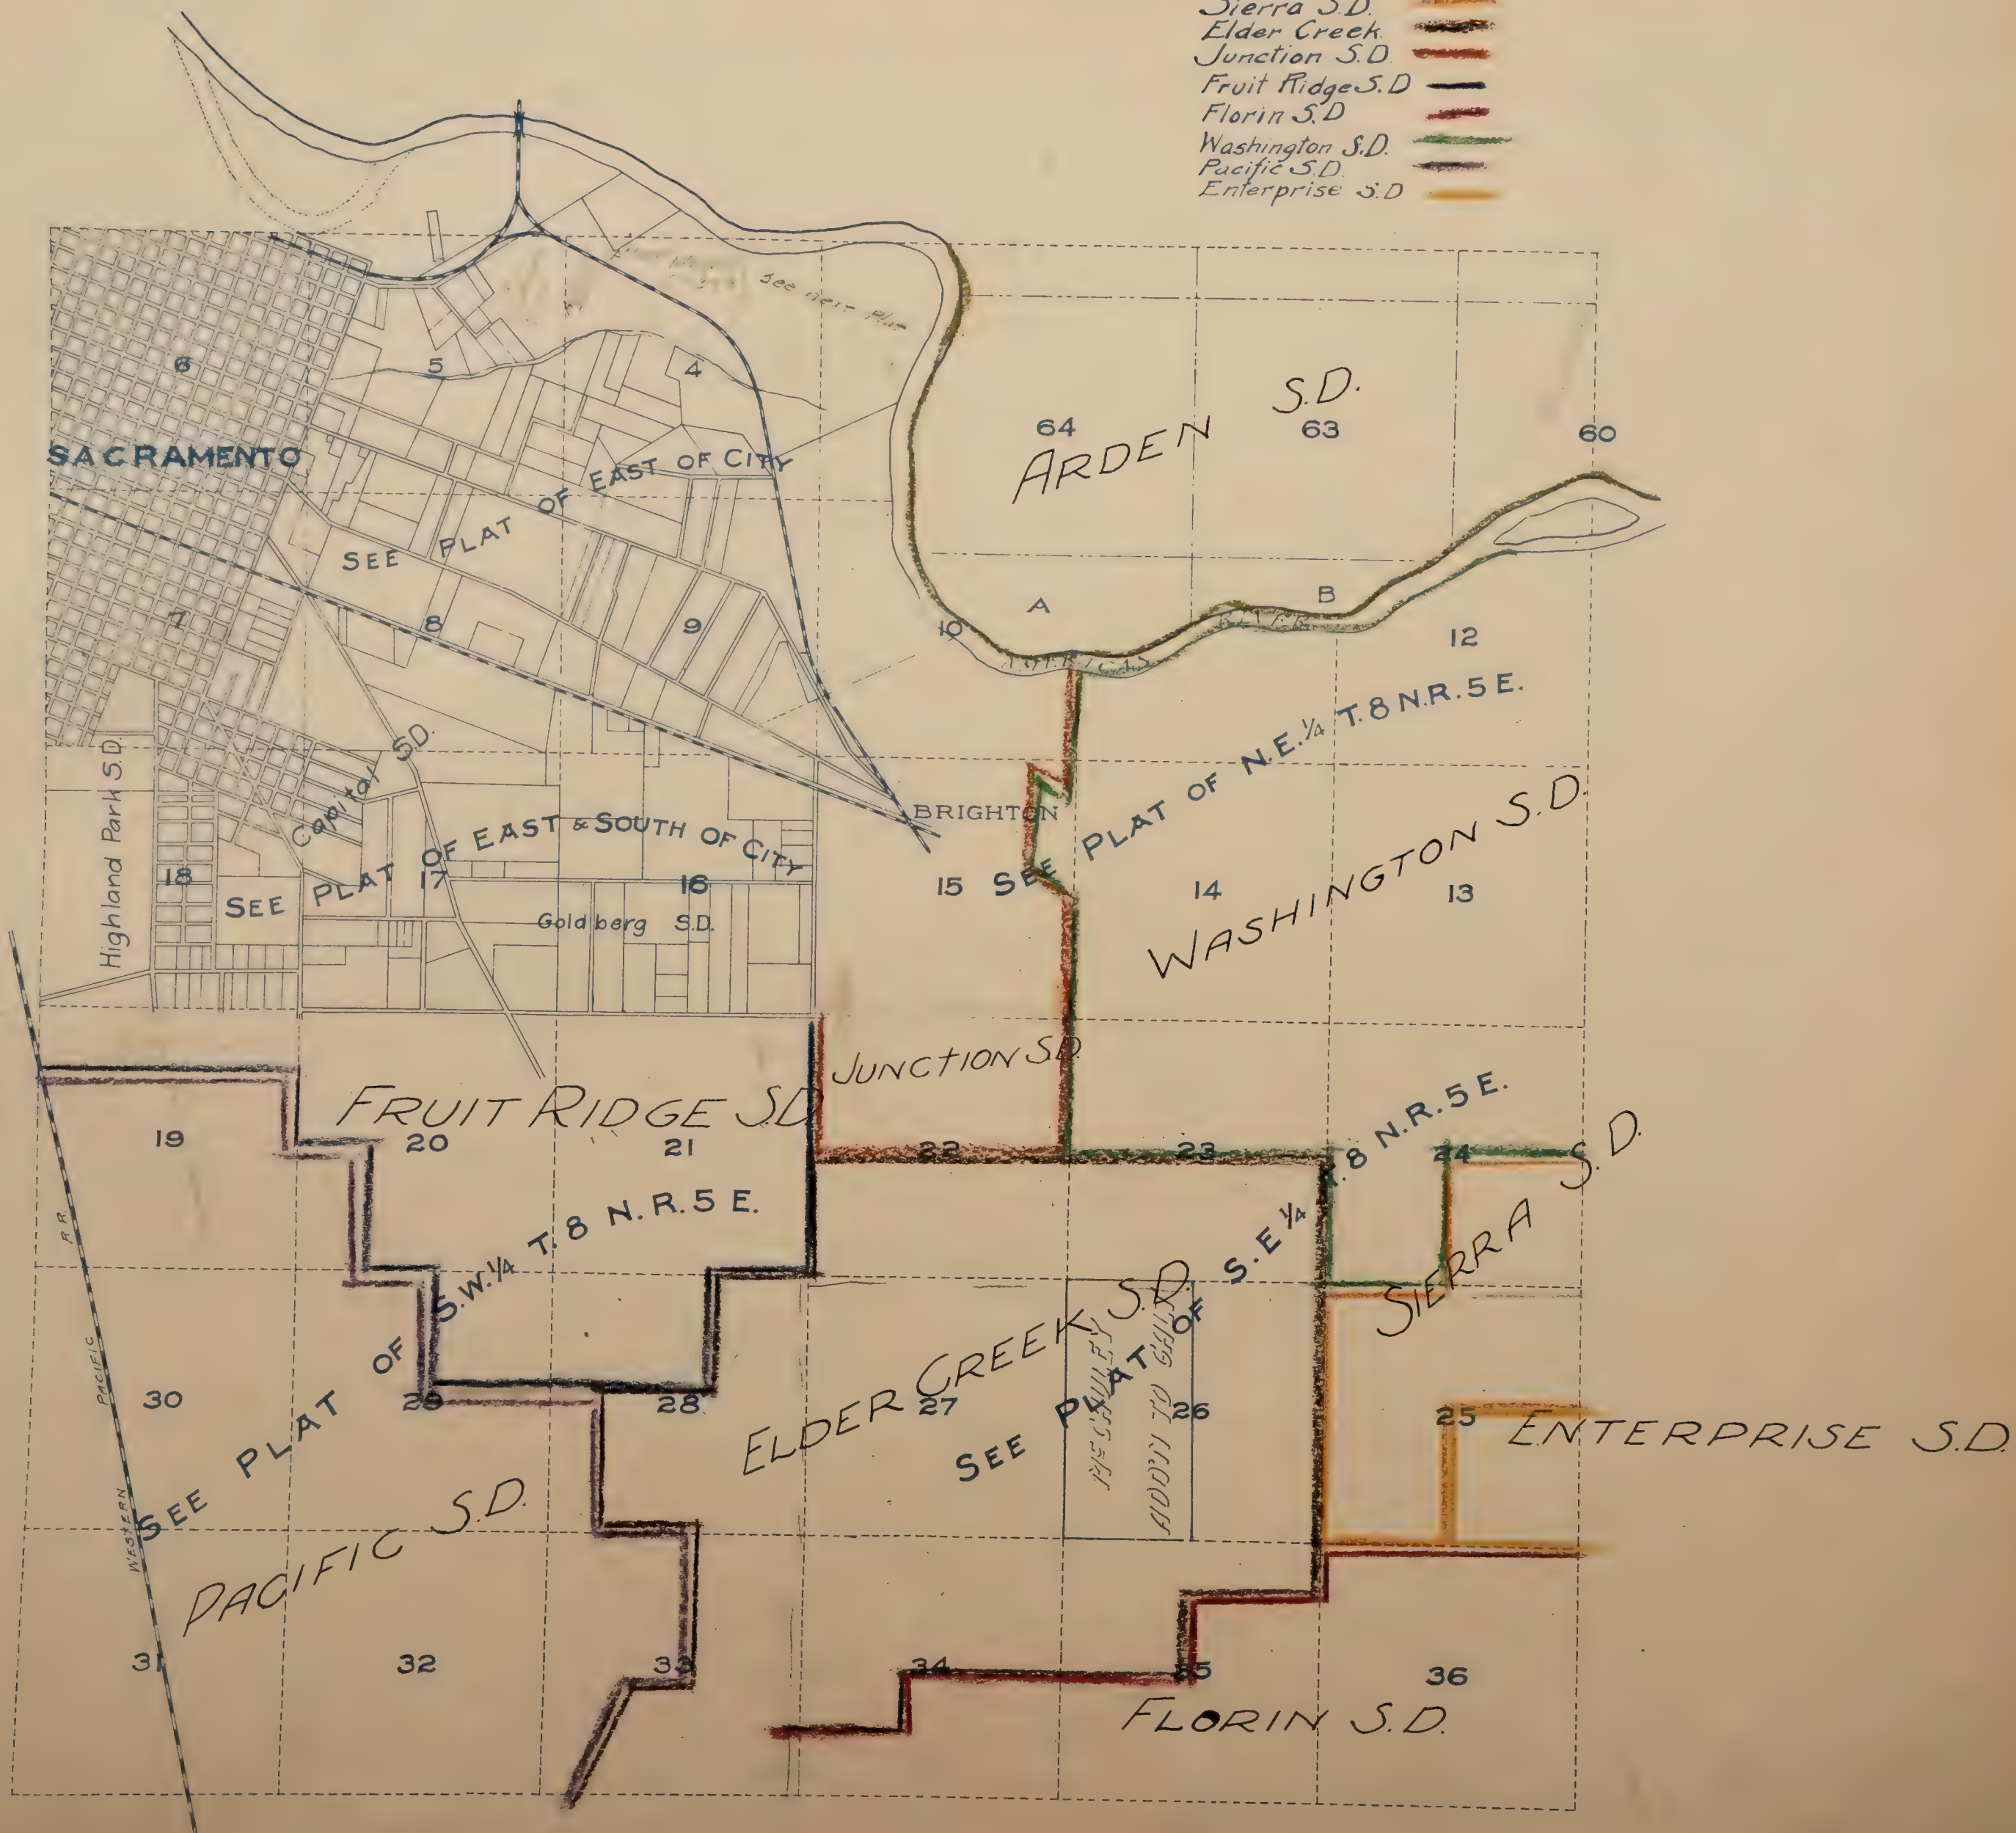 Sierra S.D.
Elder Creek.
Junction S.D.
Fruit Ridge S.D
Florin S.D
Washington S.D.
Pacific S.D.
Enterprise S.D
See Plat
6
5
4
64
ARDEN S.D.
63
60
SACRAMENTO
SEE PLAT OF EAST OF CITY
7
8
9
10
A
B
12
AMERICAN RIVER
SEE PLAT OF N.E. 1/4 T. 8 N. R. 5 E.
Highland Park S.D.
Capital S.D.
BRIGHTON
SEE PLAT OF EAST & SOUTH OF CITY
18
17
16
15
14
13
Goldberg S.D.
WASHINGTON S.D.
JUNCTION S.D.
FRUIT RIDGE S.D
19
20
21
22
23
24
SEE PLAT OF S.W. 1/4 T. 8 N. R. 5 E.
SEE PLAT OF S.E 1/4 T. 8 N. R. 5 E.
SIERRA S.D.
ELDER CREEK S.D.
WESTERN PACIFIC R.R.
30
29
28
27
26
25
ENTERPRISE S.D.
PACIFIC S.D.
31
32
33
34
35
36
FLORIN S.D.